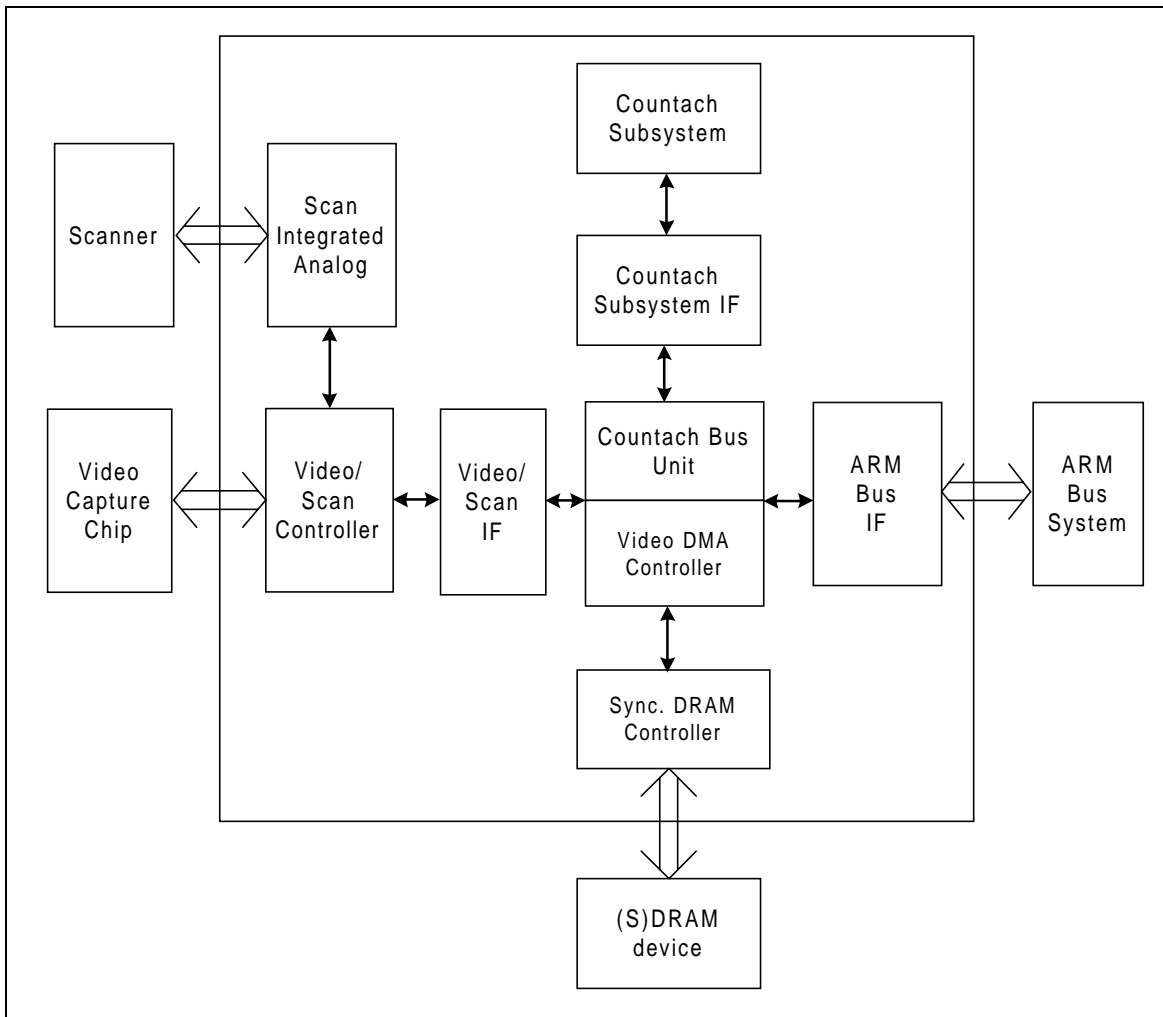 Countach
Subsystem
Scanner
Scan
Integrated
Analog
Countach
Subsystem IF
Video
Capture
Chip
Video/
Scan
Controller
Video/
Scan
IF
Countach Bus
Unit
Video DMA
Controller
ARM
Bus
IF
ARM
Bus
System
Sync. DRAM
Controller
(S)DRAM
device